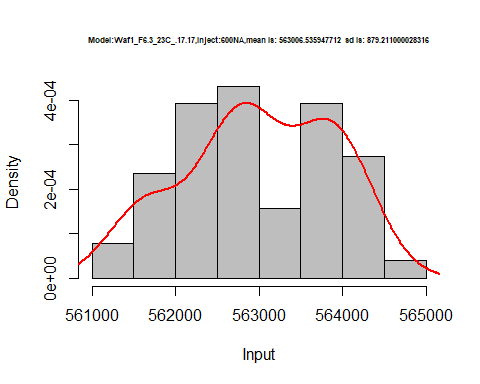 Model:Waf1_F6.3_23C_.17.17,Inject:600NA,mean is: 563006.535947712 sd is: 879.211000028316
Density
4e-04
2e-04
0e+00
561000 562000 563000 564000 565000
Input